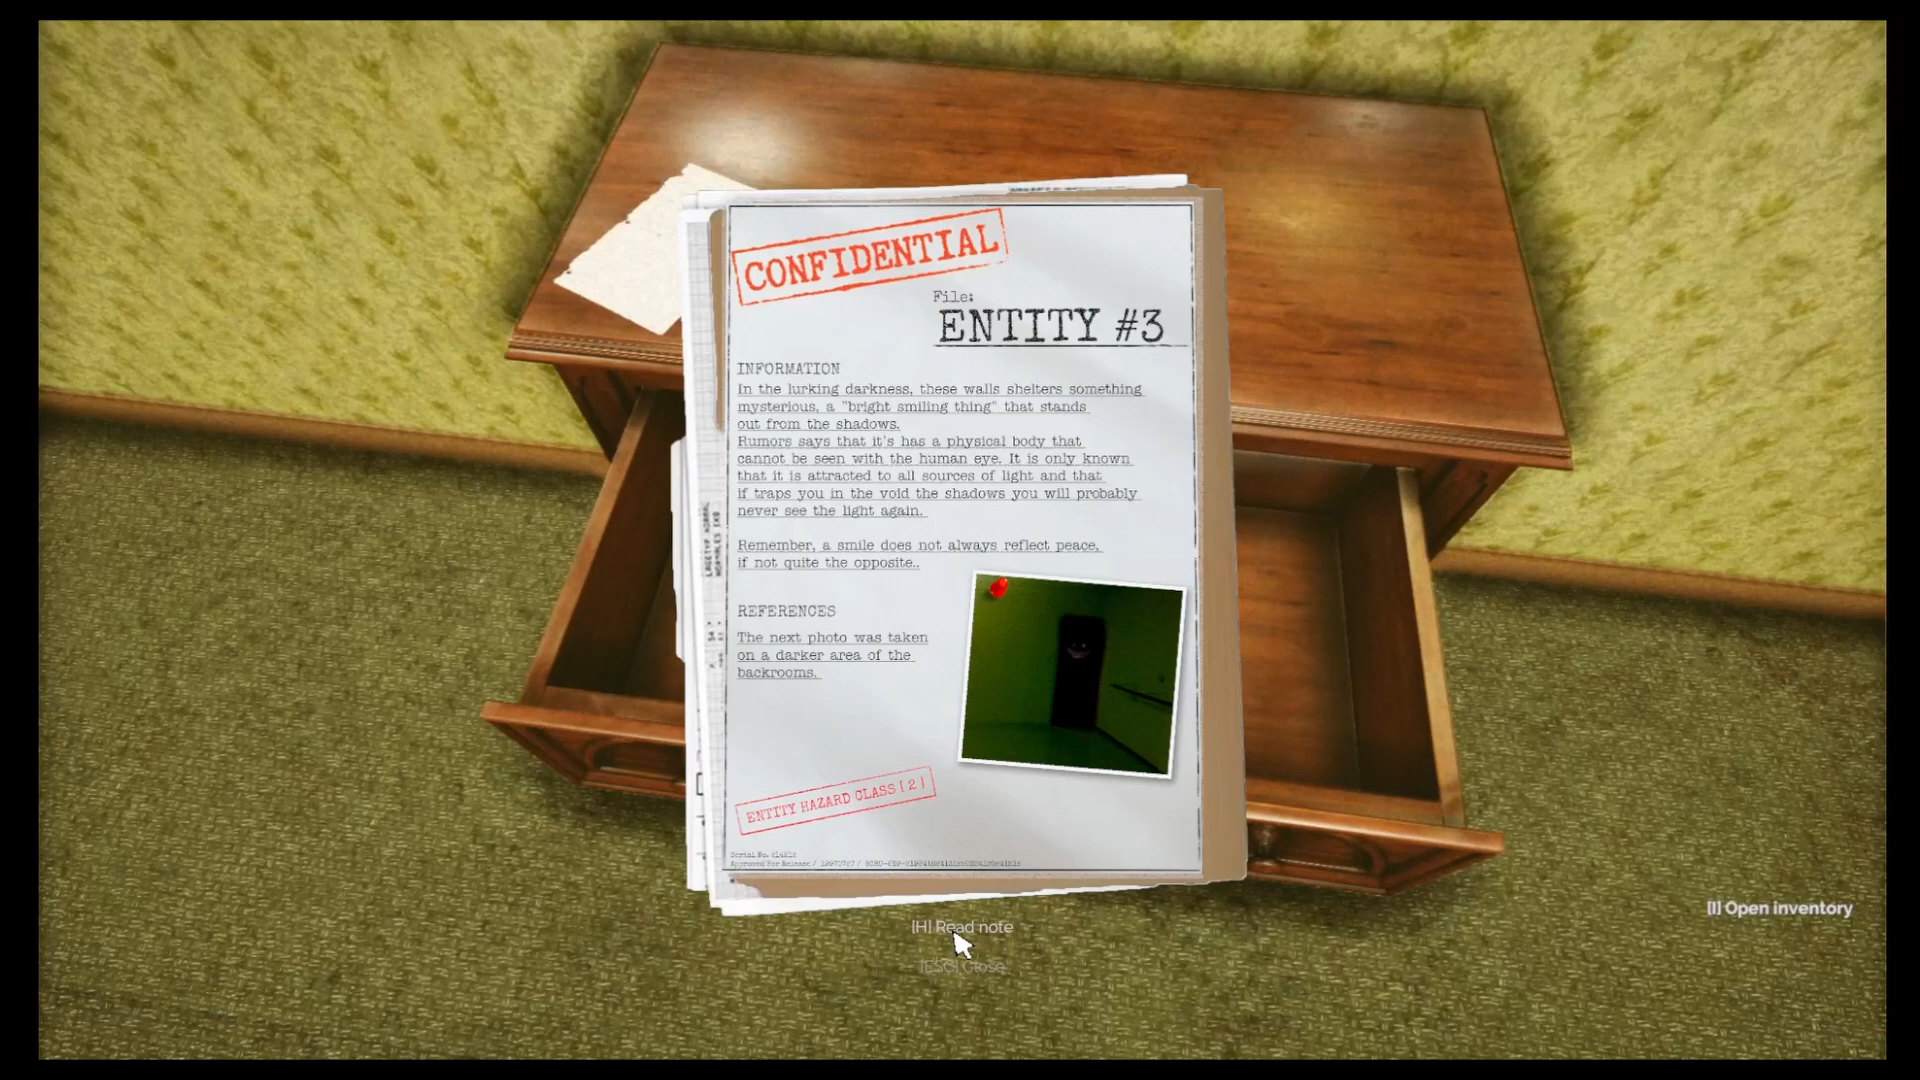 CONFIDENTIAL
File:
ENTITY #3
INFORMATION
In the lurking darkness, these walls shelters something
mysterious, a "bright smiling thing" that stands
out from the shadows.
Rumors says that it's has a physical body that
cannot be seen with the human eye. It is only known
that it is attracted to all sources of light and that
if traps you in the void the shadows you will probably
never see the light again.
Remember, a smile does not always reflect peace,
if not quite the opposite..
REFERENCES
The next photo was taken
on a darker area of the
backrooms.
ENTITY HAZARD CLASS [2]
Serial No.
Approved For Release /
[H] Read note
[ESC] Close
[I] Open inventory